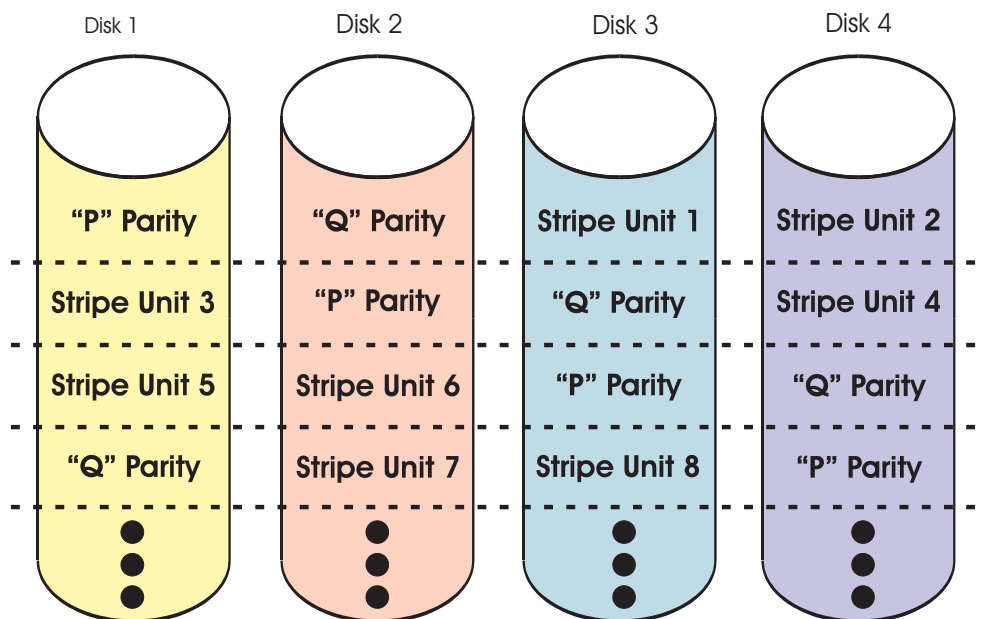 Disk 1 Disk 2 Disk 3 Disk 4
“P” Parity “Q” Parity Stripe Unit 1 Stripe Unit 2
Stripe Unit 3 “P” Parity “Q” Parity Stripe Unit 4
Stripe Unit 5 Stripe Unit 6 “P” Parity “Q” Parity
“Q” Parity Stripe Unit 7 Stripe Unit 8 “P” Parity